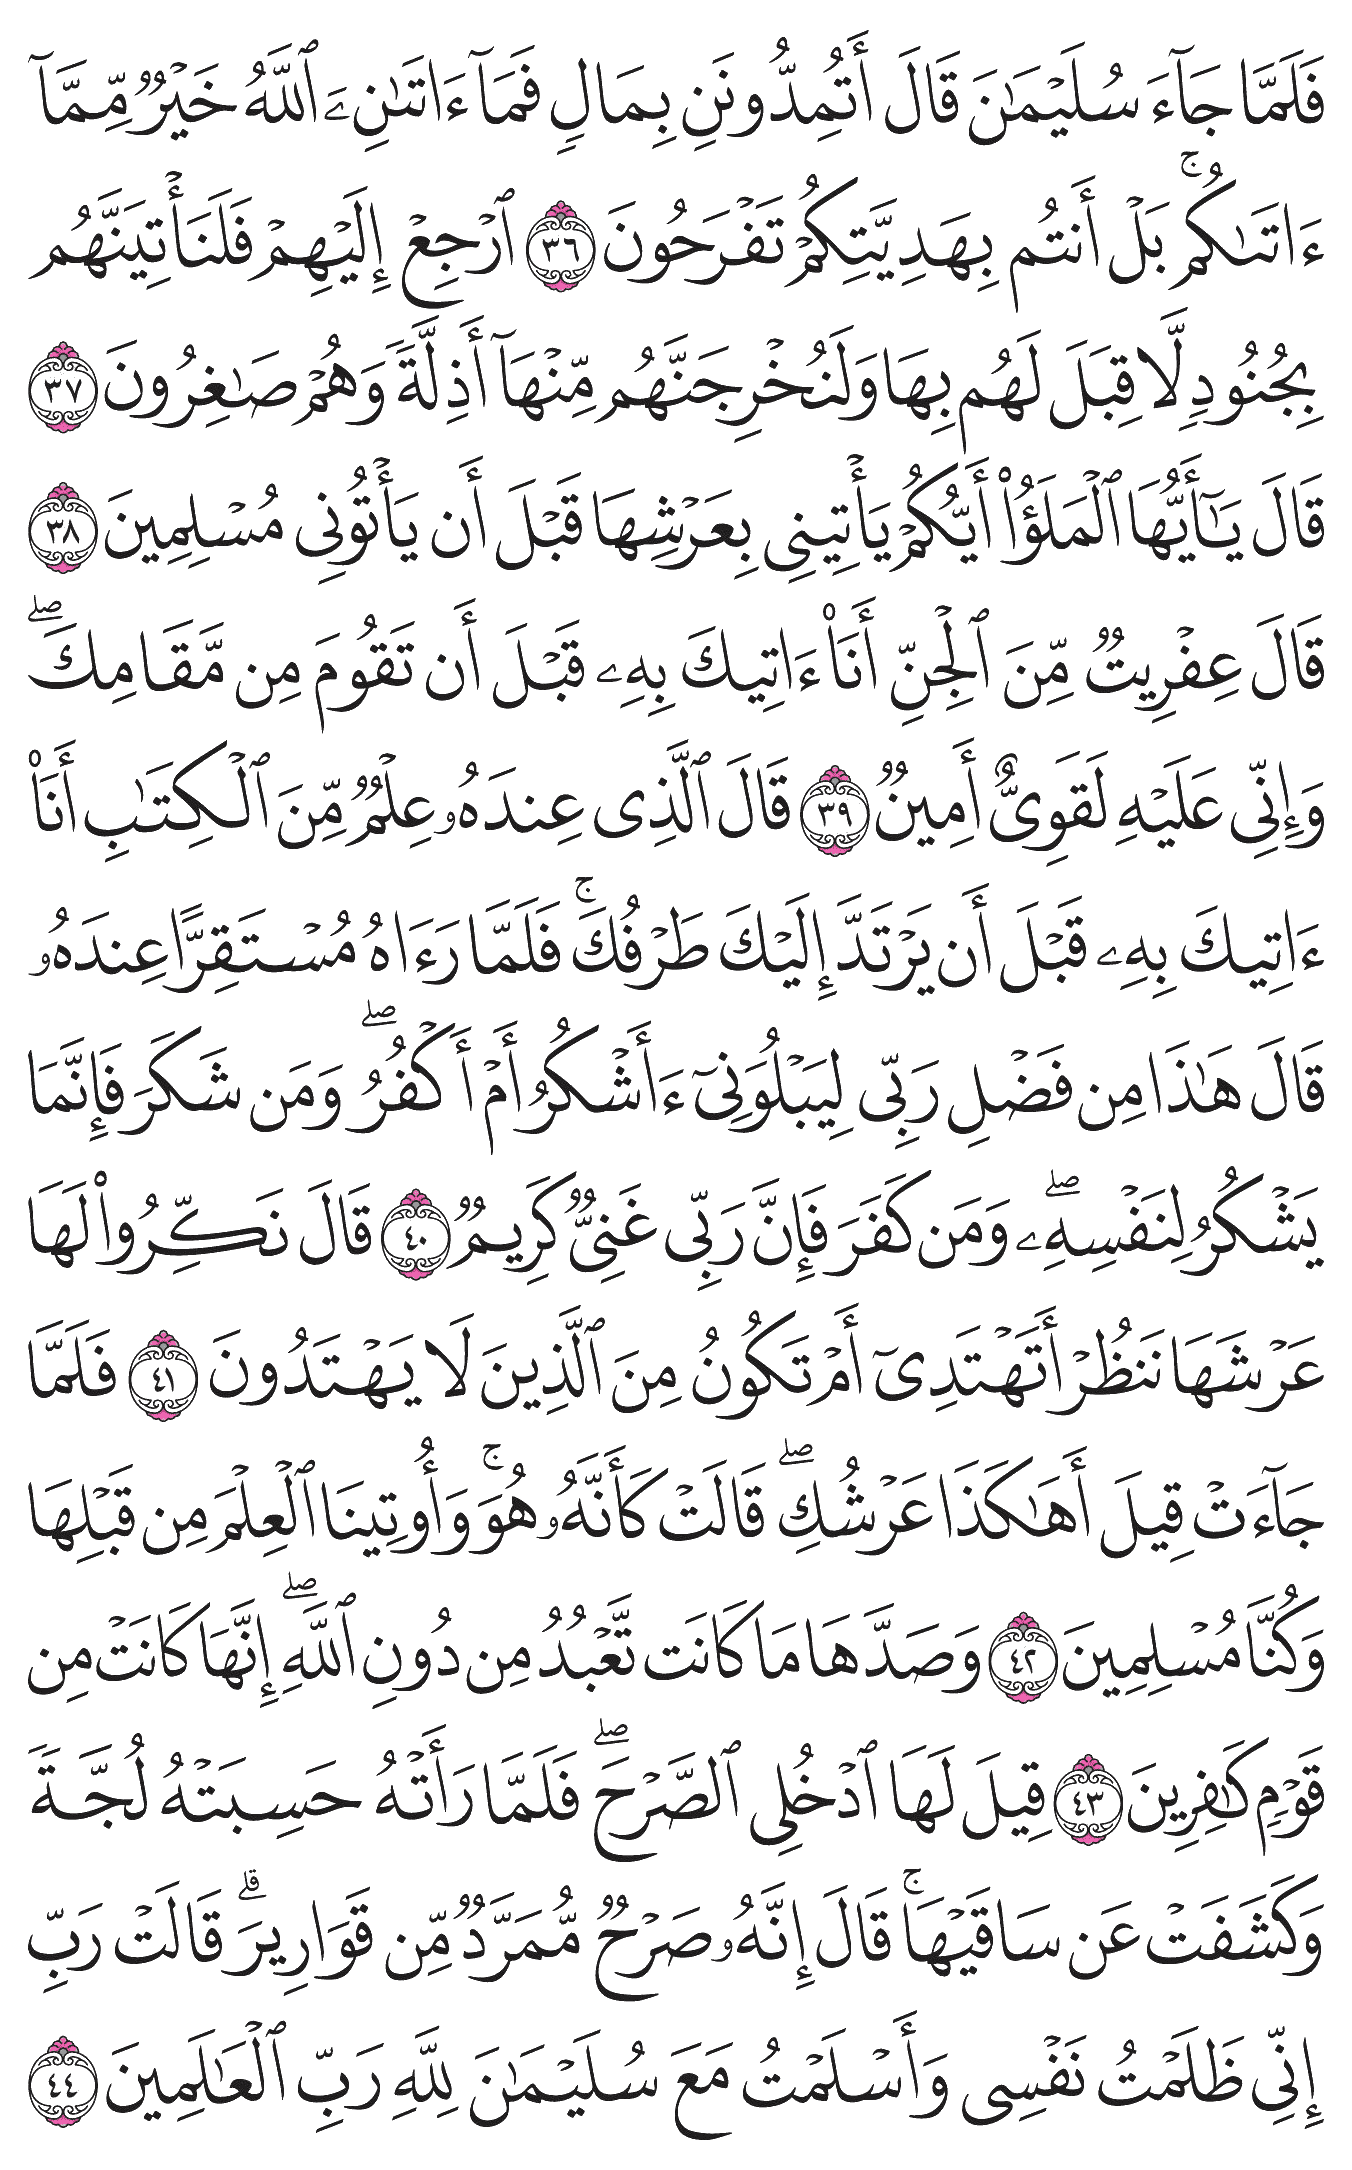 فَلَمَّا جَآءَ سُلَيْمَٰنَ قَالَ أَتُمِدُّونَنِ بِمَالٍ فَمَآ ءَاتَىٰنِۦَ ٱللَّهُ خَيْرٌ مِّمَّآ
ءَاتَىٰكُمۚ بَلْ أَنتُم بِهَدِيَّتِكُمْ تَفْرَحُونَ ٣٦ ٱرْجِعْ إِلَيْهِمْ فَلَنَأْتِيَنَّهُم
بِجُنُودٍ لَّا قِبَلَ لَهُم بِهَا وَلَنُخْرِجَنَّهُم مِّنْهَآ أَذِلَّةً وَهُمْ صَٰغِرُونَ ٣٧
قَالَ يَٰٓأَيُّهَا ٱلْمَلَؤُا۟ أَيُّكُمْ يَأْتِينِى بِعَرْشِهَا قَبْلَ أَن يَأْتُونِى مُسْلِمِينَ ٣٨
قَالَ عِفْرِيتٌ مِّنَ ٱلْجِنِّ أَنَا۠ ءَاتِيكَ بِهِۦ قَبْلَ أَن تَقُومَ مِن مَّقَامِكَۖ
وَإِنِّى عَلَيْهِ لَقَوِىٌّ أَمِينٌ ٣٩ قَالَ ٱلَّذِى عِندَهُۥ عِلْمٌ مِّنَ ٱلْكِتَٰبِ أَنَا۠
ءَاتِيكَ بِهِۦ قَبْلَ أَن يَرْتَدَّ إِلَيْكَ طَرْفُكَۚ فَلَمَّا رَءَاهُ مُسْتَقِرًّا عِندَهُۥ
قَالَ هَٰذَا مِن فَضْلِ رَبِّى لِيَبْلُوَنِىٓ ءَأَشْكُرُ أَمْ أَكْفُرُۖ وَمَن شَكَرَ فَإِنَّمَا
يَشْكُرُ لِنَفْسِهِۦۖ وَمَن كَفَرَ فَإِنَّ رَبِّى غَنِىٌّ كَرِيمٌ ٤٠ قَالَ نَكِّرُوا۟ لَهَا
عَرْشَهَا نَنظُرْ أَتَهْتَدِىٓ أَمْ تَكُونُ مِنَ ٱلَّذِينَ لَا يَهْتَدُونَ ٤١ فَلَمَّا
جَآءَتْ قِيلَ أَهَٰكَذَا عَرْشُكِۖ قَالَتْ كَأَنَّهُۥ هُوَۚ وَأُوتِينَا ٱلْعِلْمَ مِن قَبْلِهَا
وَكُنَّا مُسْلِمِينَ ٤٢ وَصَدَّهَا مَا كَانَت تَّعْبُدُ مِن دُونِ ٱللَّهِۖ إِنَّهَا كَانَتْ مِن
قَوْمٍ كَٰفِرِينَ ٤٣ قِيلَ لَهَا ٱدْخُلِى ٱلصَّرْحَۖ فَلَمَّا رَأَتْهُ حَسِبَتْهُ لُجَّةً
وَكَشَفَتْ عَن سَاقَيْهَاۚ قَالَ إِنَّهُۥ صَرْحٌ مُّمَرَّدٌ مِّن قَوَارِيرَۗ قَالَتْ رَبِّ
إِنِّى ظَلَمْتُ نَفْسِى وَأَسْلَمْتُ مَعَ سُلَيْمَٰنَ لِلَّهِ رَبِّ ٱلْعَٰلَمِينَ ٤٤